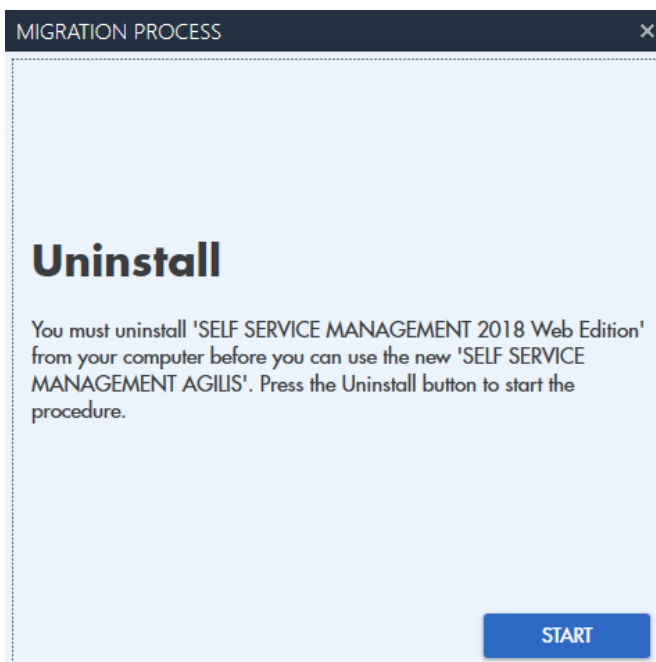 MIGRATION PROCESS
Uninstall
You must uninstall 'SELF SERVICE MANAGEMENT 2018 Web Edition'
from your computer before you can use the new 'SELF SERVICE
MANAGEMENT AGILIS'. Press the Uninstall button to start the
procedure.
START